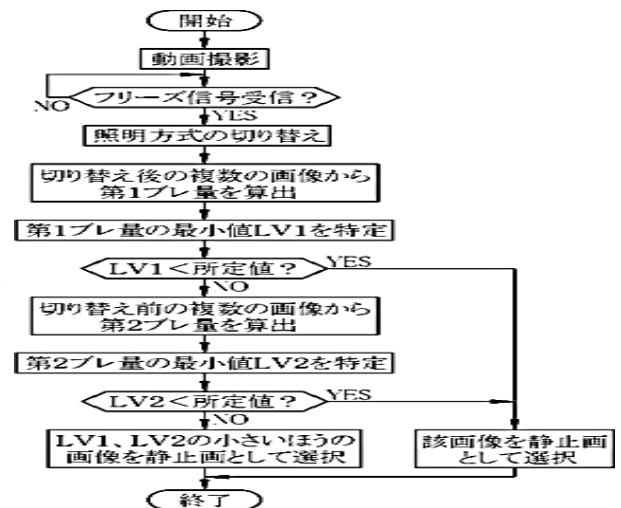 開始
動画撮影
フリーズ信号受信?
NO
YES
照明方式の切り替え
切り替え後の複数の画像から
第1ブレ量を算出
第1ブレ量の最小値LV1を特定
LV1<所定値?
YES
NO
切り替え前の複数の画像から
第2ブレ量を算出
第2ブレ量の最小値LV2を特定
LV2<所定値?
YES
NO
LV1、LV2の小さいほうの
画像を静止画として選択
該画像を静止画
として選択
終了